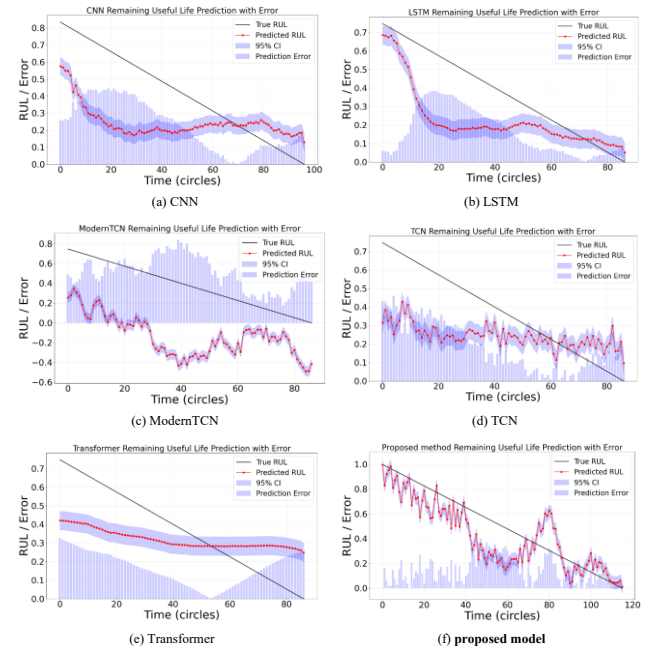 CNN Remaining Useful Life Prediction with Error
True RUL
Predicted RUL
95% CI
Prediction Error
RUL / Error
0.8
0.7
0.6
0.5
0.4
0.3
0.2
0.1
0.0
0 20 40 60 80 100
Time (circles)
(a) CNN
LSTM Remaining Useful Life Prediction with Error
True RUL
Predicted RUL
95% CI
Prediction Error
RUL / Error
0.7
0.6
0.5
0.4
0.3
0.2
0.1
0.0
0 20 40 60 80
Time (circles)
(b) LSTM
ModernTCN Remaining Useful Life Prediction with Error
True RUL
Predicted RUL
95% CI
Prediction Error
RUL / Error
0.8
0.6
0.4
0.2
0.0
−0.2
−0.4
−0.6
0 20 40 60 80
Time (circles)
(c) ModernTCN
TCN Remaining Useful Life Prediction with Error
True RUL
Predicted RUL
95% CI
Prediction Error
RUL / Error
0.7
0.6
0.5
0.4
0.3
0.2
0.1
0.0
0 20 40 60 80
Time (circles)
(d) TCN
Transformer Remaining Useful Life Prediction with Error
True RUL
Predicted RUL
95% CI
Prediction Error
RUL / Error
0.7
0.6
0.5
0.4
0.3
0.2
0.1
0.0
0 20 40 60 80
Time (circles)
(e) Transformer
Proposed method Remaining Useful Life Prediction with Error
True RUL
Predicted RUL
95% CI
Prediction Error
RUL / Error
1.0
0.8
0.6
0.4
0.2
0.0
0 20 40 60 80 100 120
Time (circles)
(f) proposed model